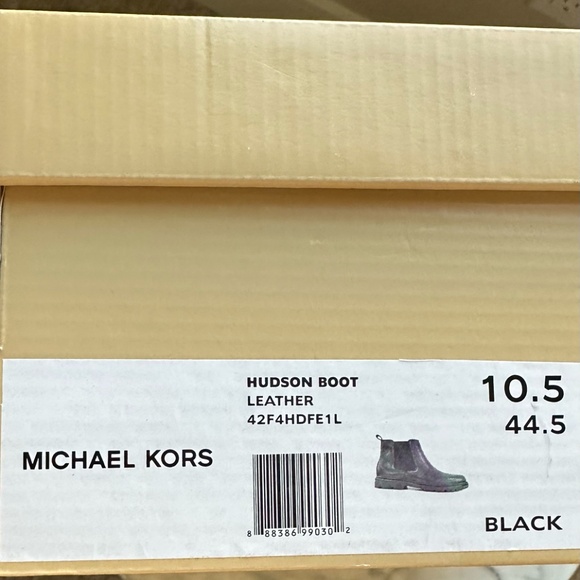 HUDSON BOOT
LEATHER
42F4HDFE1L
10.5
44.5
MICHAEL KORS
8 88386 99030 2
BLACK